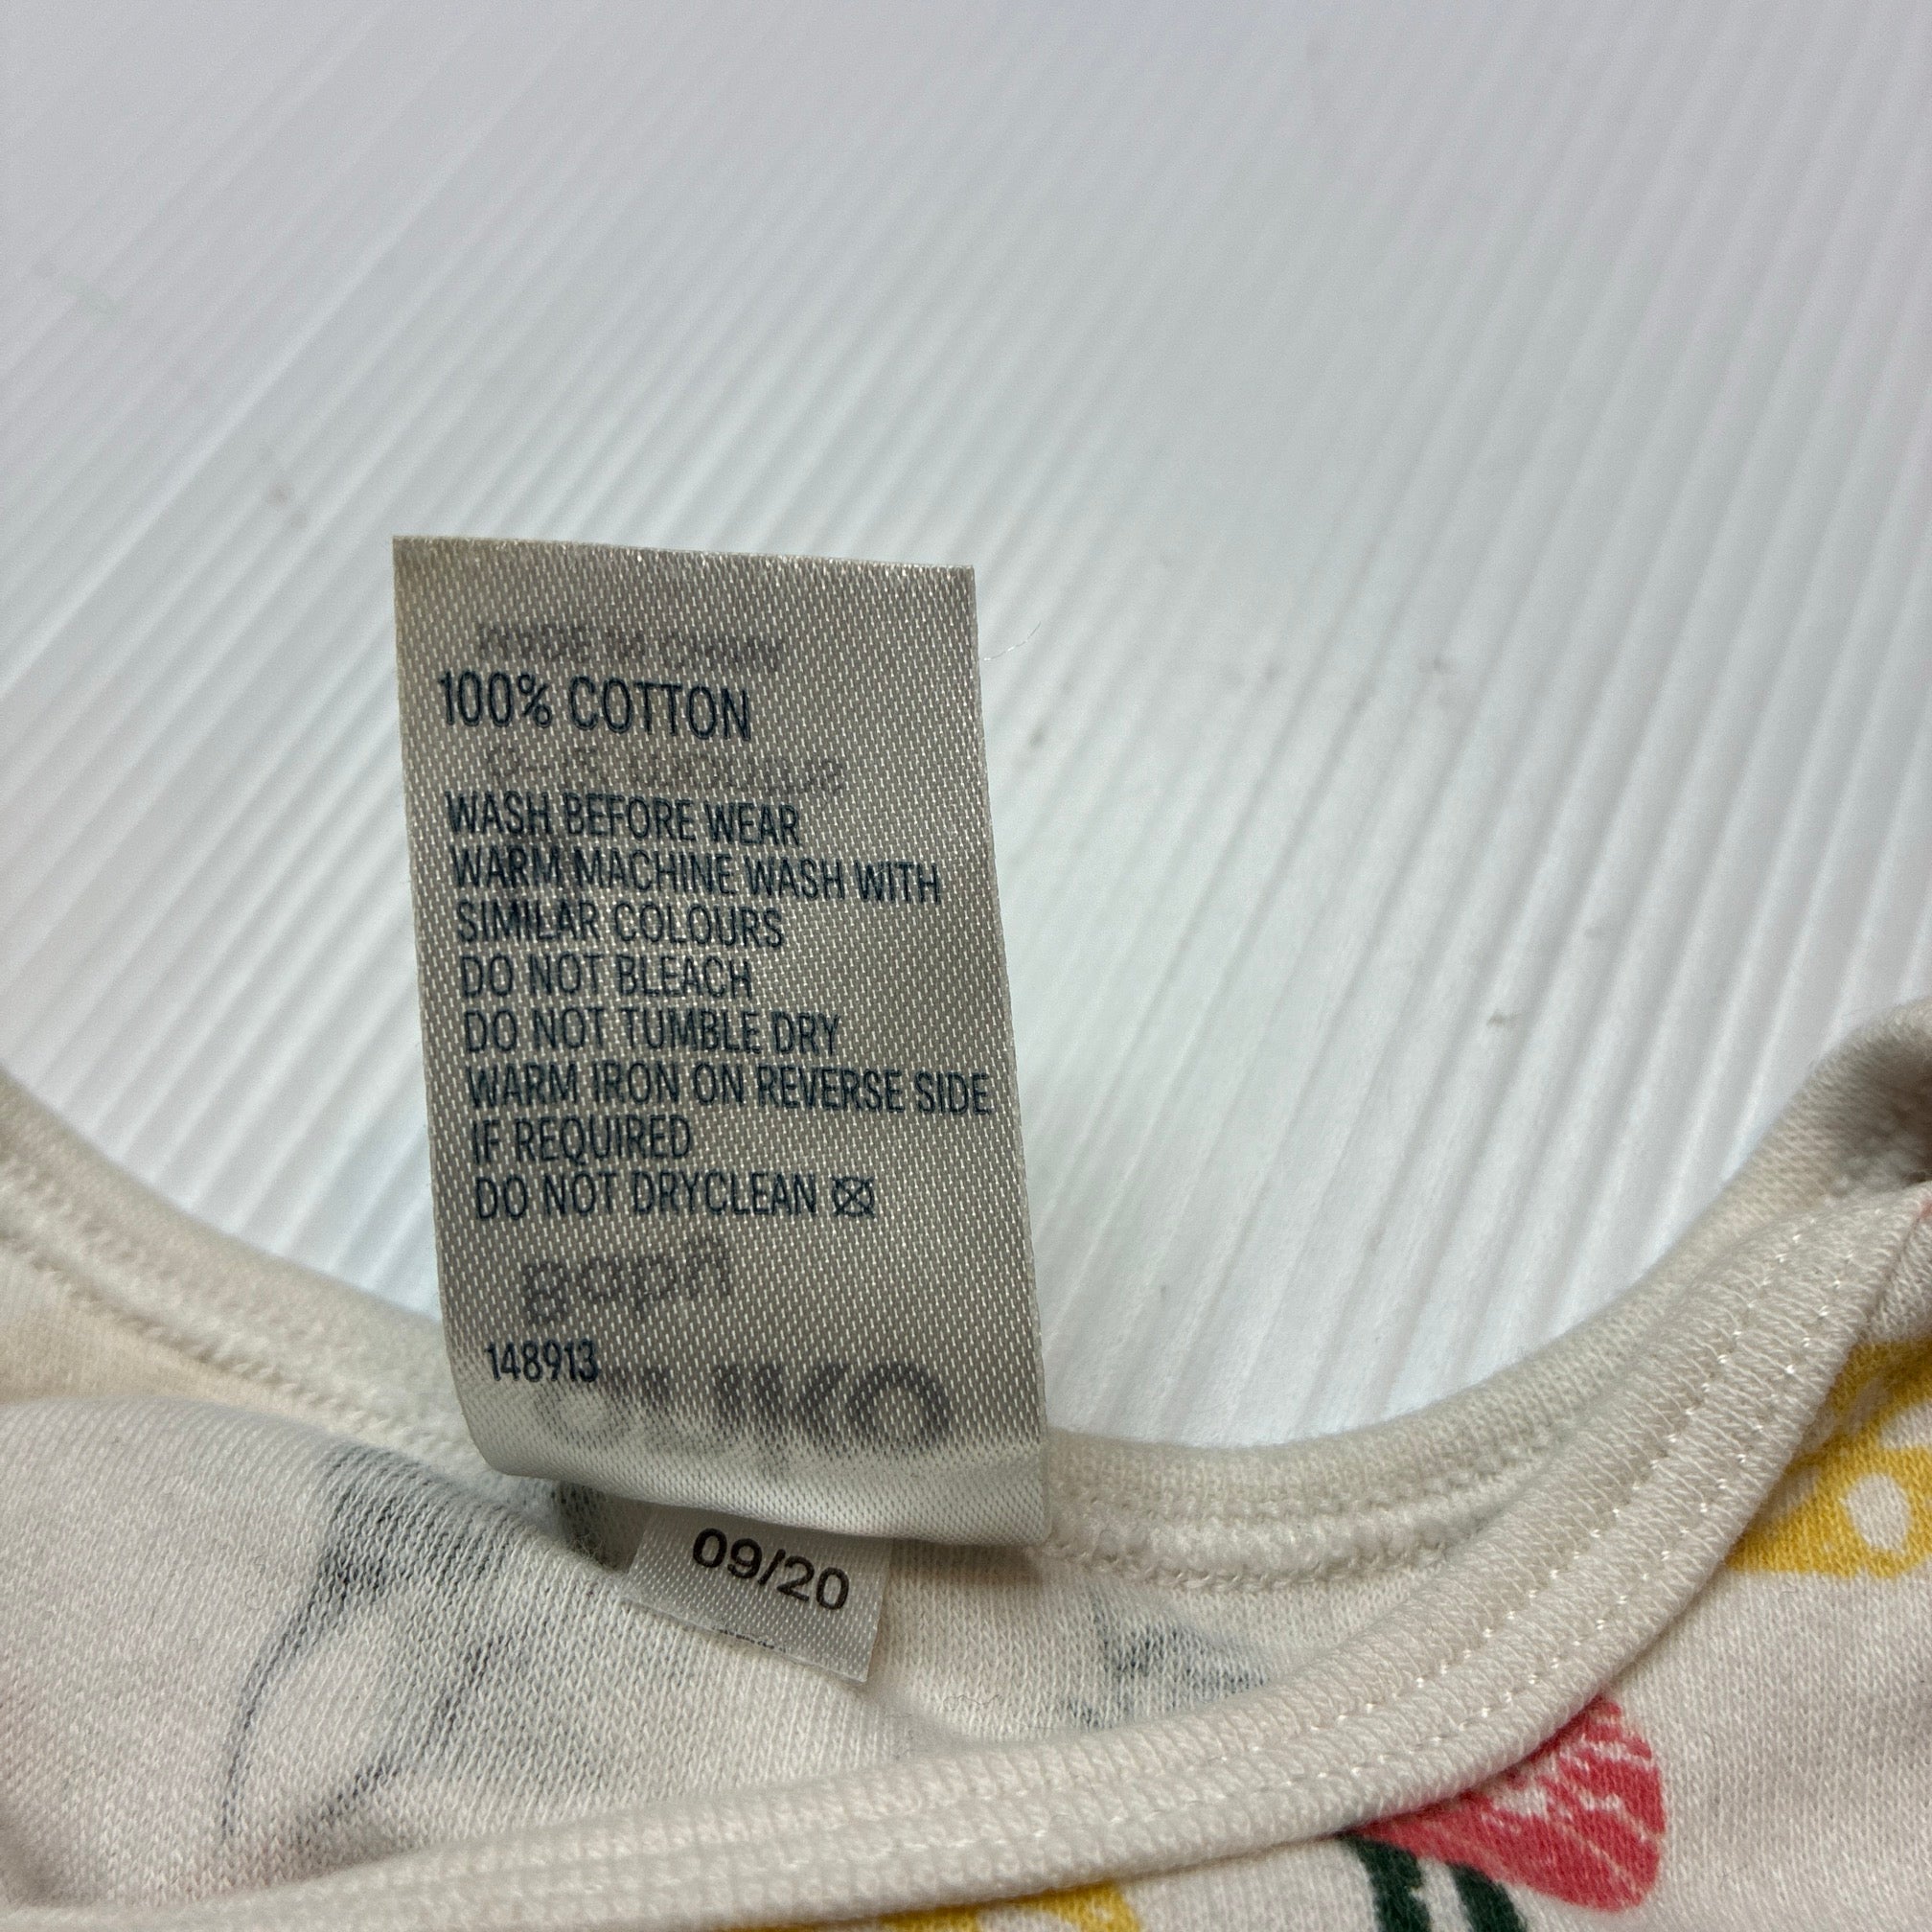 100% COTTON
WASH BEFORE WEAR
WARM MACHINE WASH WITH
SIMILAR COLOURS
DO NOT BLEACH
DO NOT TUMBLE DRY
WARM IRON ON REVERSE SIDE
IF REQUIRED
DO NOT DRYCLEAN
148913
09/20